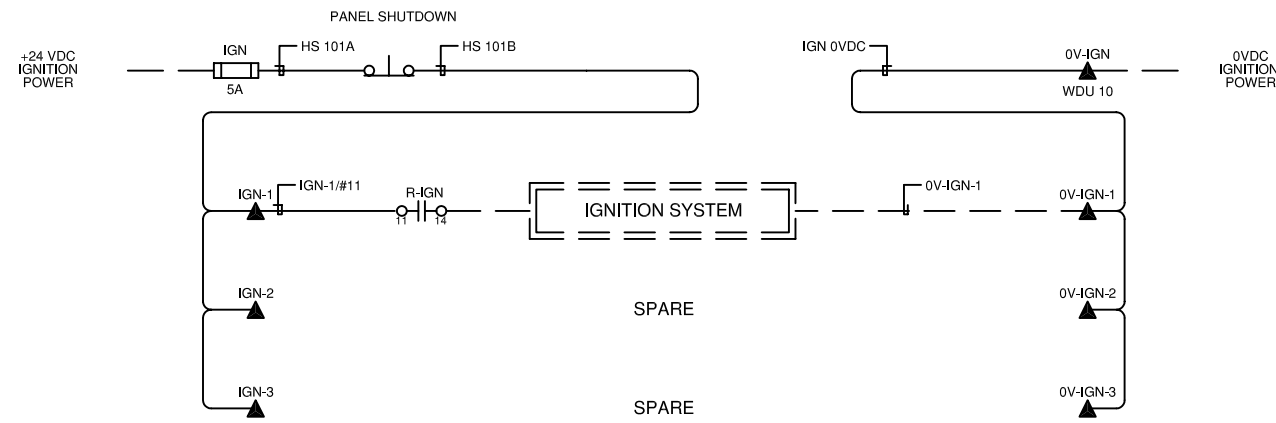 PANEL SHUTDOWN
+24 VDC
IGNITION
POWER
IGN
5A
HS 101A
HS 101B
IGN 0VDC
0V-IGN
WDU 10
0VDC
IGNITION
POWER
IGN-1
IGN-1/#11
R-IGN
11
14
IGNITION SYSTEM
0V-IGN-1
0V-IGN-1
IGN-2
SPARE
0V-IGN-2
IGN-3
SPARE
0V-IGN-3